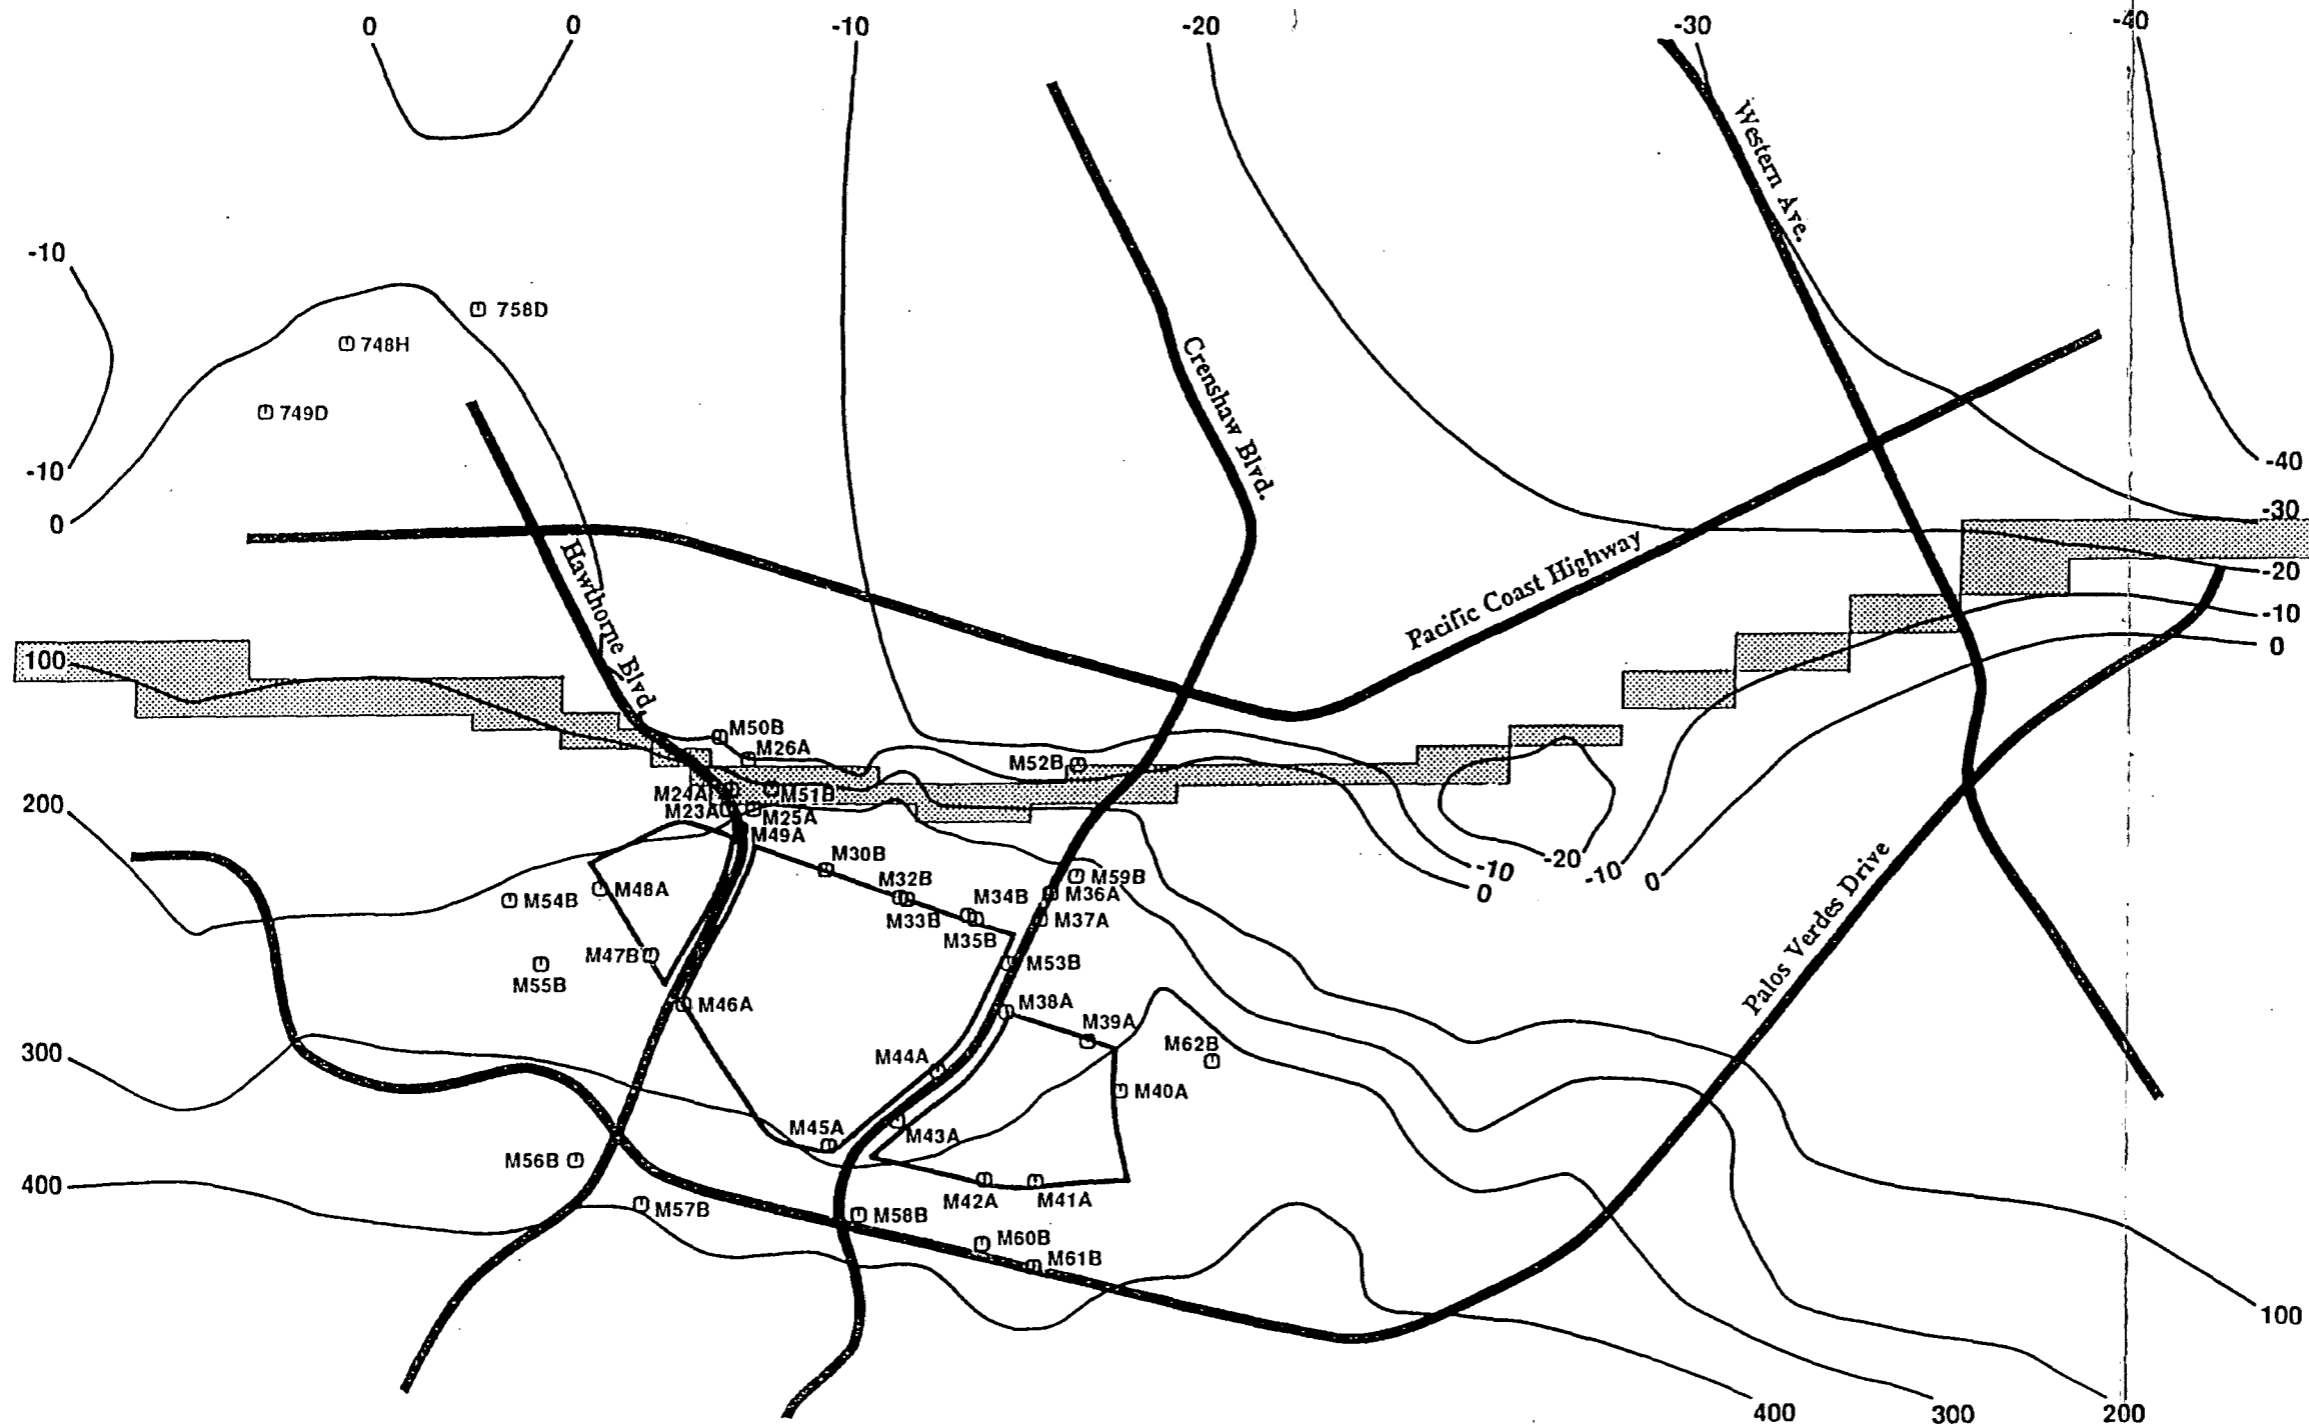 0
0
-10
-20
-30
-40
Western Ave.
-10
758D
748H
Crenshaw Blvd.
749D
-10
-40
0
-30
Hawthorne Blvd.
Pacific Coast Highway
-20
-10
0
100
M50B
M26A
M52B
M24A
M51B
200
M23A
M25A
M49A
M30B
-10
-20
-10
0
0
M59B
M32B
M34B
M36A
M48A
M54B
M33B
M37A
M35B
Palos Verdes Drive
M47B
M53B
M55B
M46A
M38A
M39A
M62B
300
M44A
M40A
M45A
M43A
M56B
400
M42A
M41A
M57B
M58B
M60B
M61B
100
400
300
200